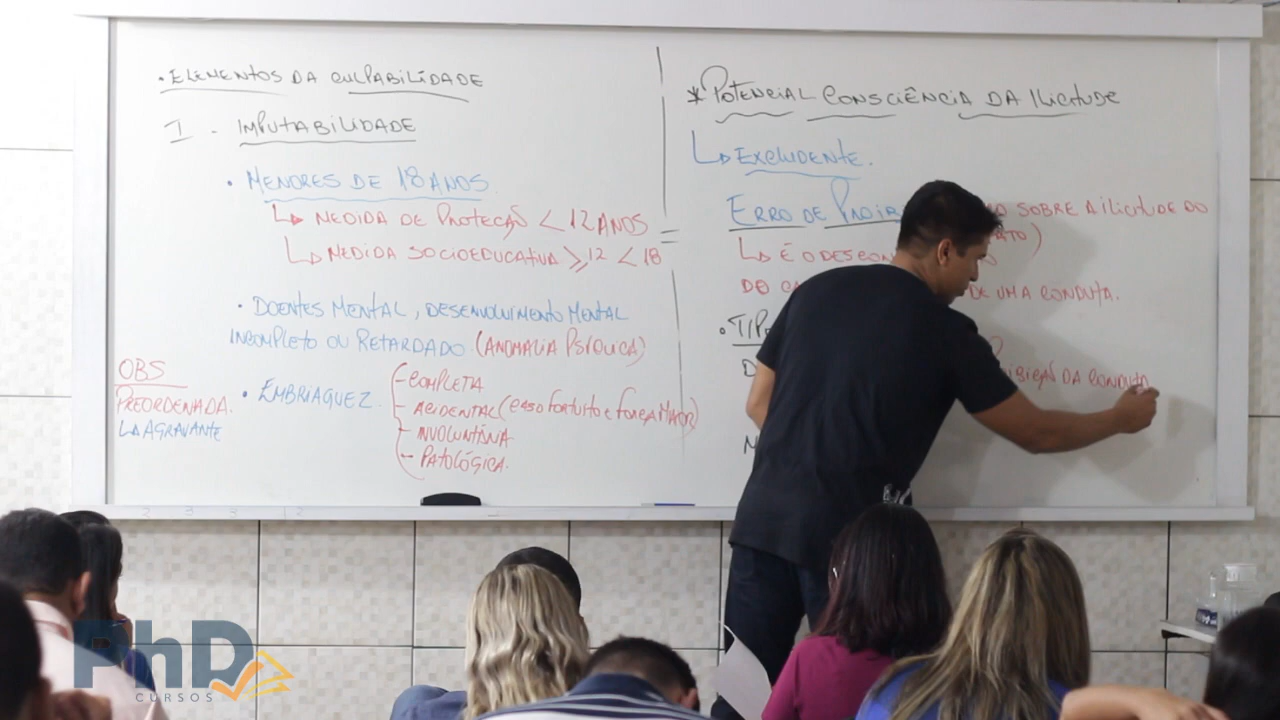 • ELEMENTOS DA CULPABILIDADE
I - IMPUTABILIDADE
• MENORES DE 18 ANOS
↳ MEDIDA DE PROTEÇÃO < 12 ANOS
↳ MEDIDA SOCIOEDUCATIVA ≥ 12 < 18
• DOENTES MENTAL, DESENVOLVIMENTO MENTAL
INCOMPLETO OU RETARDADO (ANOMALIA PSÍQUICA)
OBS
PREORDENADA.
↳ AGRAVANTE
• EMBRIAGUEZ
- COMPLETA
- ACIDENTAL (CASO FORTUITO E FORÇA MAIOR)
- INVOLUNTÁRIA
- PATOLÓGICA.
* POTENCIAL CONSCIÊNCIA DA ILICITUDE
↳ EXCLUDENTE.
ERRO DE SOBRE A ILICITUDE DO
↳ É O
DE UMA CONDUTA.
DA CONDUTA
PhD
CURSOS